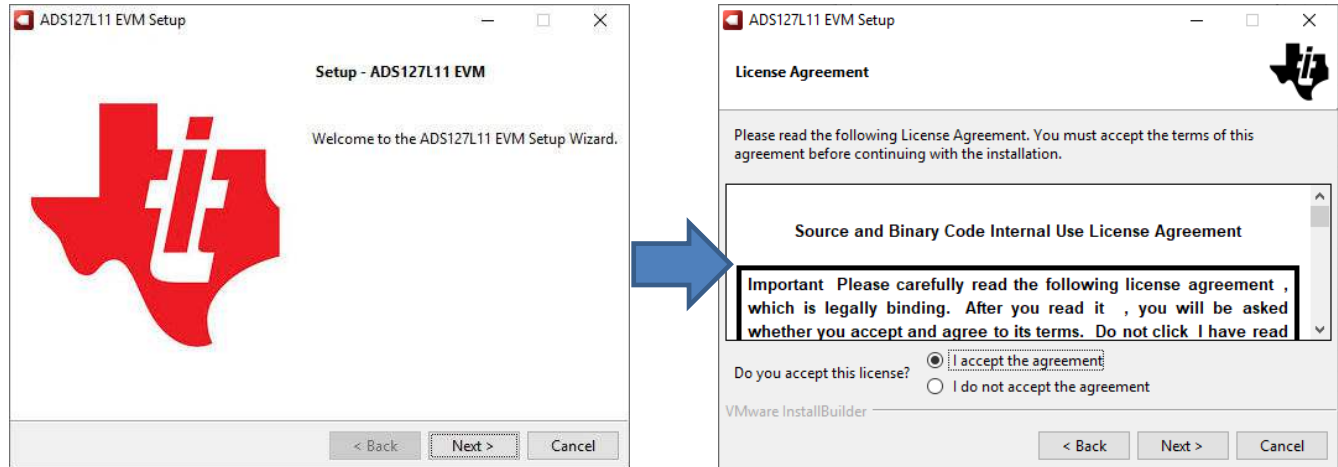 ADS127L11 EVM Setup
Setup - ADS127L11 EVM
Welcome to the ADS127L11 EVM Setup Wizard.
< Back
Next >
Cancel
ADS127L11 EVM Setup
License Agreement
Please read the following License Agreement. You must accept the terms of this
agreement before continuing with the installation.
Source and Binary Code Internal Use License Agreement
Important Please carefully read the following license agreement ,
which is legally binding. After you read it , you will be asked
whether you accept and agree to its terms. Do not click I have read
Do you accept this license?
I accept the agreement
I do not accept the agreement
VMware InstallBuilder
< Back
Next >
Cancel